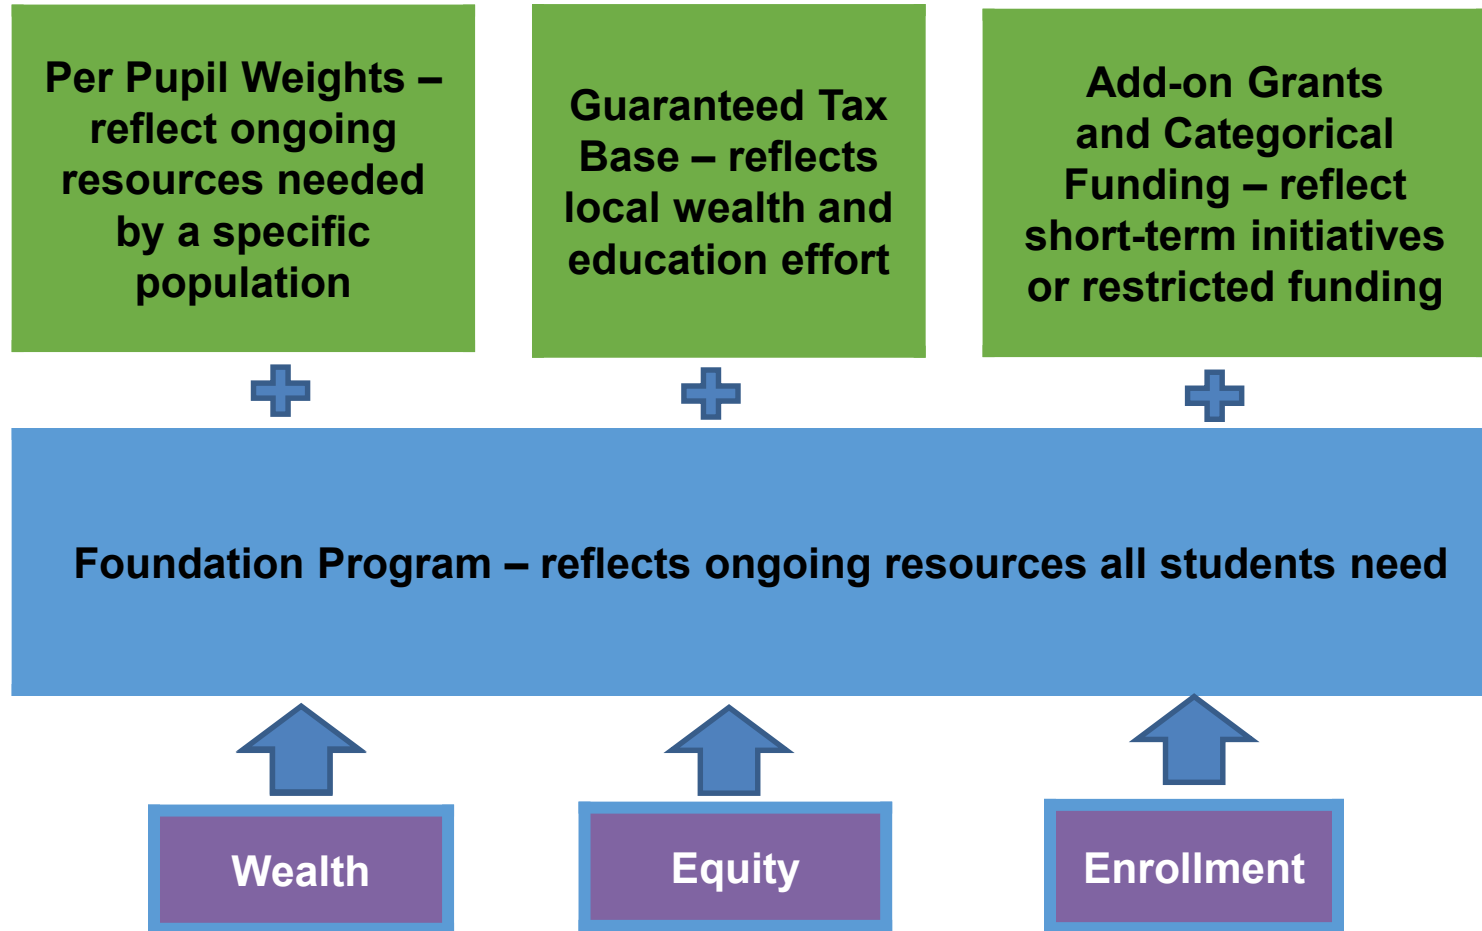 Per Pupil Weights –
reflect ongoing
resources needed
by a specific
population
Guaranteed Tax
Base – reflects
local wealth and
education effort
Add-on Grants
and Categorical
Funding – reflect
short-term initiatives
or restricted funding
Foundation Program – reflects ongoing resources all students need
Wealth
Equity
Enrollment